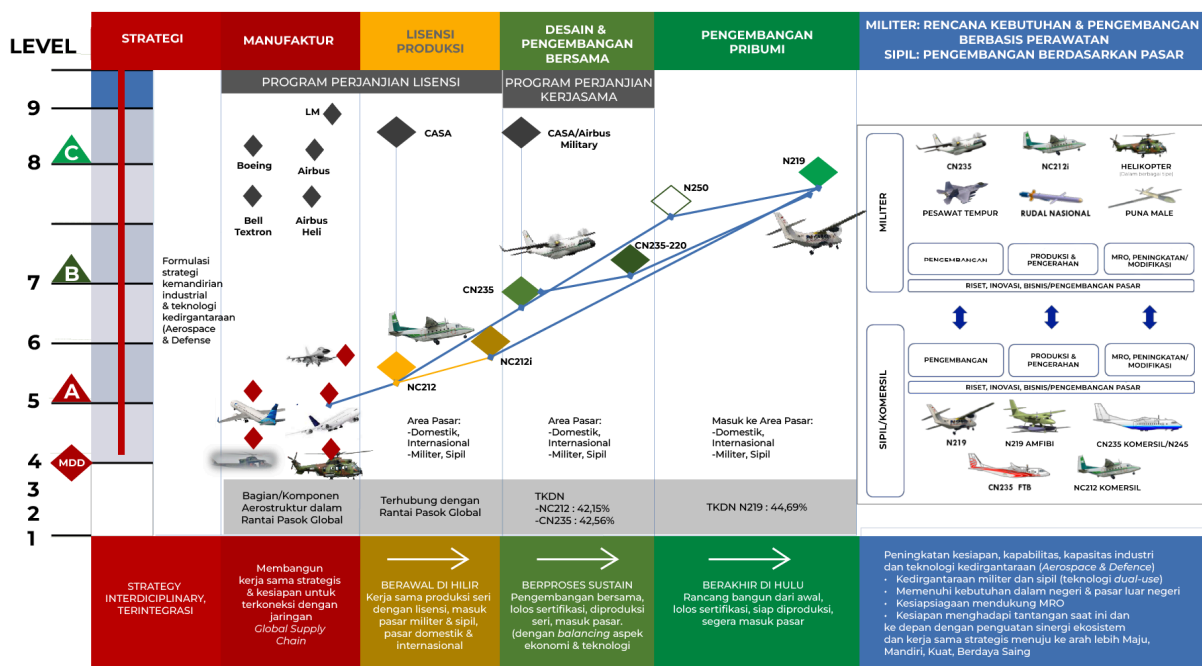 LEVEL
STRATEGI
MANUFAKTUR
LISENSI
PRODUKSI
DESAIN &
PENGEMBANGAN
BERSAMA
PENGEMBANGAN
PRIBUMI
MILITER: RENCANA KEBUTUHAN & PENGEMBANGAN
BERBASIS PERAWATAN
SIPIL: PENGEMBANGAN BERDASARKAN PASAR
PROGRAM PERJANJIAN LISENSI
PROGRAM PERJANJIAN
KERJASAMA
9
8
7
6
5
4
3
2
1
C
B
A
MDD
Formulasi
strategi
kemandirian
industrial
& teknologi
kedirgantaraan
(Aerospace
& Defense
LM
Boeing
Airbus
Bell
Textron
Airbus
Heli
CASA
CASA/Airbus
Military
N219
N250
CN235-220
CN235
NC212i
NC212
Area Pasar:
-Domestik,
Internasional
-Militer, Sipil
Area Pasar:
-Domestik,
Internasional
-Militer, Sipil
Masuk ke Area Pasar:
-Domestik,
Internasional
-Militer, Sipil
Bagian/Komponen
Aerostruktur dalam
Rantai Pasok Global
Terhubung dengan
Rantai Pasok Global
TKDN
-NC212 : 42,15%
-CN235 : 42,56%
TKDN N219 : 44,69%
MILITER
CN235
NC212i
HELIKOPTER
(Dwiam berbagai size)
PESAWAT TEMPUR
RUDAL NASIONAL
PUNA MALE
PENGEMBANGAN
PRODUKSI &
PENGERAHAN
MRO, PENINGKATAN/
MODIFIKASI
RISET, INOVASI, BISNIS/PENGEMBANGAN PASAR
SIPIL/KOMERSIL
PENGEMBANGAN
PRODUKSI &
PENGERAHAN
MRO, PENINGKATAN/
MODIFIKASI
RISET, INOVASI, BISNIS/PENGEMBANGAN PASAR
N219
N219 AMFIBI
CN235 KOMERSIL/N245
CN235 FTB
NC212 KOMERSIL
STRATEGY
INTERDICIPLINARY,
TERINTEGRASI
Membangun
kerja sama strategis
& kesiapan untuk
terkoneksi dengan
jaringan
Global Supply
Chain
BERAWAL DI HILIR
Kerja sama produksi seri
dengan lisensi, masuk
pasar militer & sipil,
pasar domestik &
internasional
BERPROSES SUSTAIN
Pengembangan bersama,
lolos sertifikasi, diproduksi
seri, masuk pasar.
(dengan balancing aspek
ekonomi & teknologi
BERAKHIR DI HULU
Rancang bangun dari awal,
lolos sertifikasi, siap diproduksi,
segera masuk pasar
Peningkatan kesiapan, kapabilitas, kapasitas industri
dan teknologi kedirgantaraan (Aerospace & Defence)
• Kedirgantaraan militer dan sipil (teknologi dual-use)
• Memenuhi kebutuhan dalam negeri & pasar luar negeri
• Kesiapsiagaan mendukung MRO
• Kesiapan menghadapi tantangan saat ini dan
ke depan dengan penguatan sinergi ekosistem
dan kerja sama strategis menuju ke arah lebih Maju,
Mandiri, Kuat, Berdaya Saing